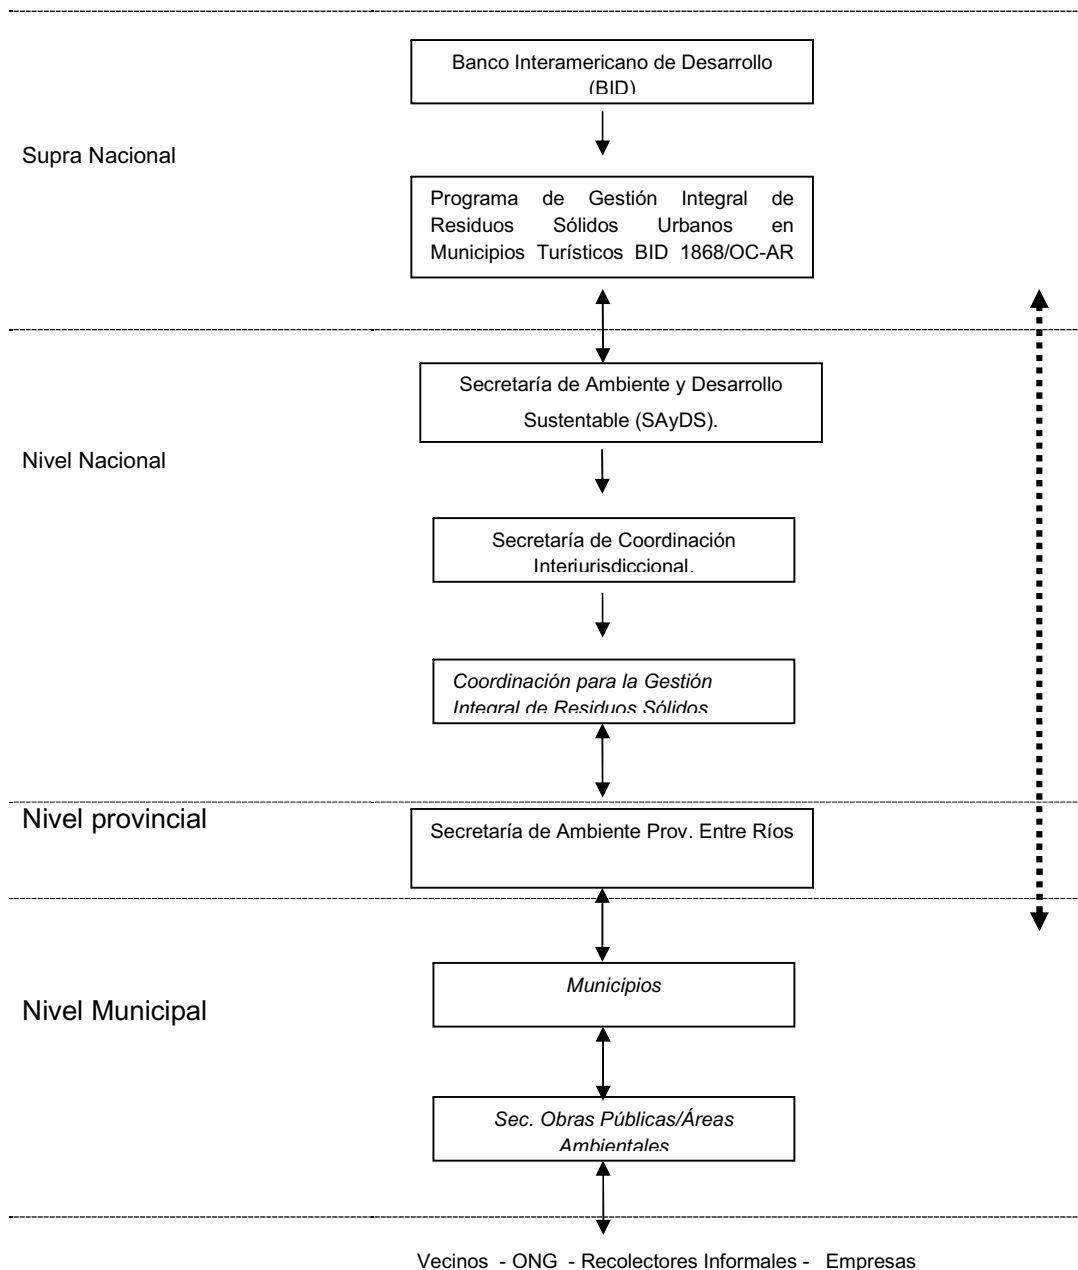 Banco Interamericano de Desarrollo
(BID)
Supra Nacional
Programa de Gestión Integral de
Residuos Sólidos Urbanos en
Municipios Turísticos BID 1868/OC-AR
Secretaría de Ambiente y Desarrollo
Sustentable (SAyDS).
Nivel Nacional
Secretaría de Coordinación
Interjurisdiccional.
Coordinación para la Gestión
Integral de Residuos Sólidos
Nivel provincial
Secretaría de Ambiente Prov. Entre Ríos
Municipios
Nivel Municipal
Sec. Obras Públicas/Áreas
Ambientales
Vecinos - ONG - Recolectores Informales - Empresas